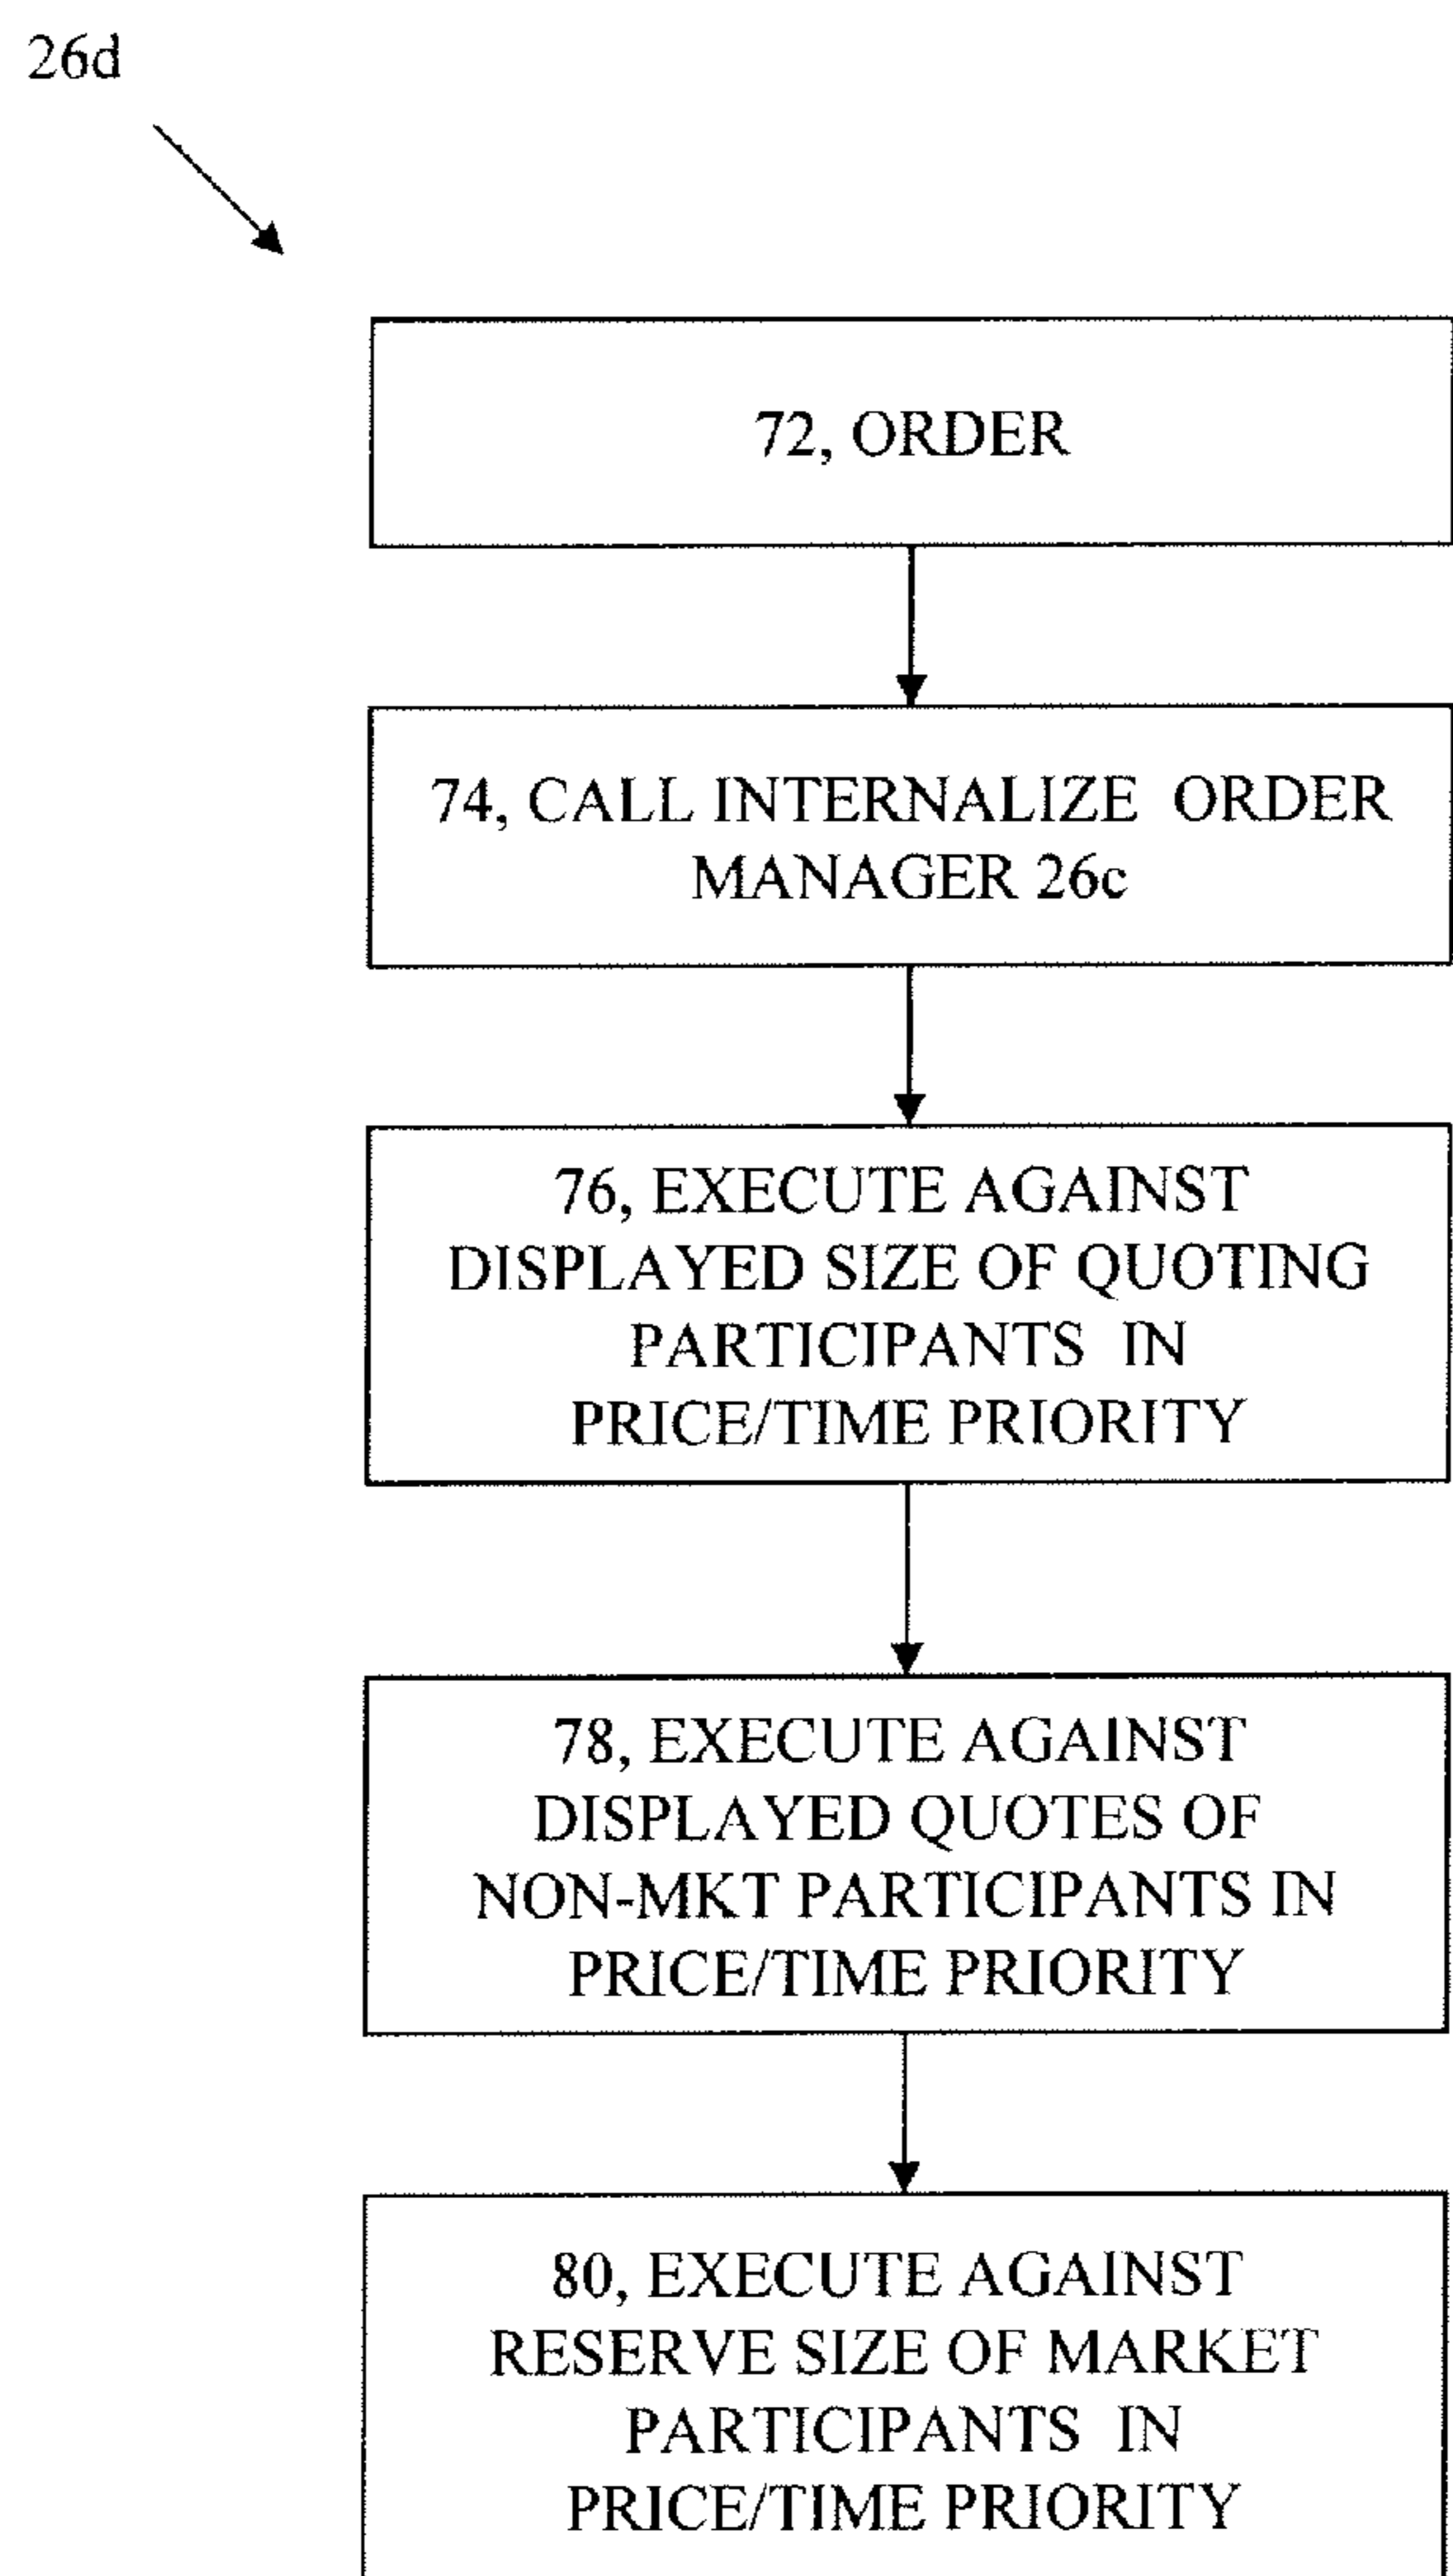 26d
72, ORDER
74, CALL INTERNALIZE ORDER
MANAGER 26c
76, EXECUTE AGAINST
DISPLAYED SIZE OF QUOTING
PARTICIPANTS IN
PRICE/TIME PRIORITY
78, EXECUTE AGAINST
DISPLAYED QUOTES OF
NON-MKT PARTICIPANTS IN
PRICE/TIME PRIORITY
80, EXECUTE AGAINST
RESERVE SIZE OF MARKET
PARTICIPANTS IN
PRICE/TIME PRIORITY